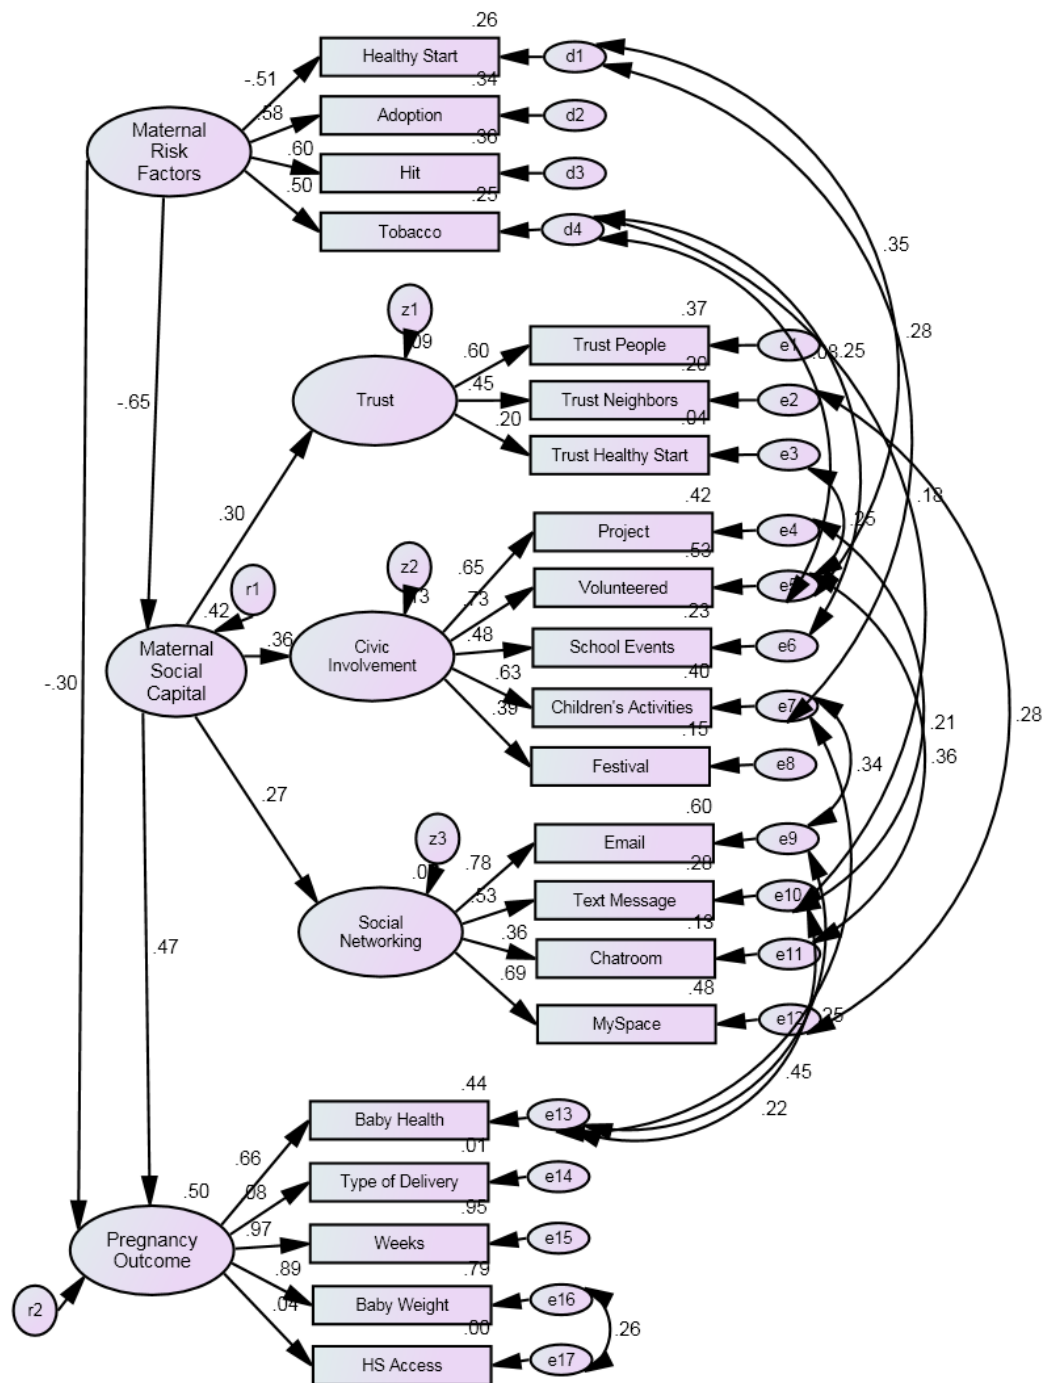 .26
Healthy Start
d1
-.51
.34
Maternal
Risk
Factors
.58
Adoption
d2
.36
.60
Hit
d3
.50
.25
Tobacco
d4
.35
z1
.09
.37
.28
.60
Trust People
e1
.08
.25
.20
-.65
Trust
.45
Trust Neighbors
e2
.20
.04
Trust Healthy Start
e3
.18
.42
.30
.25
Project
e4
z2
.13
.65
.53
r1
.73
Volunteered
e5
.42
.23
.36
Civic
Involvement
.48
School Events
e6
Maternal
Social
Capital
-.30
.63
.40
.39
Children's Activities
e7
.21
.28
.15
.36
Festival
e8
.34
.27
.60
z3
Email
e9
.78
.28
.53
Text Message
e10
Social
Networking
.13
.47
.36
Chatroom
e11
.69
.48
MySpace
e12
.25
.45
.44
.22
Baby Health
e13
.66
.01
.50
.08
Type of Delivery
e14
.95
.97
Pregnancy
Outcome
Weeks
e15
.89
.79
r2
.04
Baby Weight
e16
.00
.26
HS Access
e17